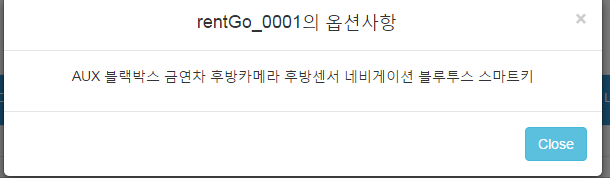 rentGo_0001의 옵션사항
×
AUX 블랙박스 금연차 후방카메라 후방센서 네비게이션 블루투스 스마트키
Close